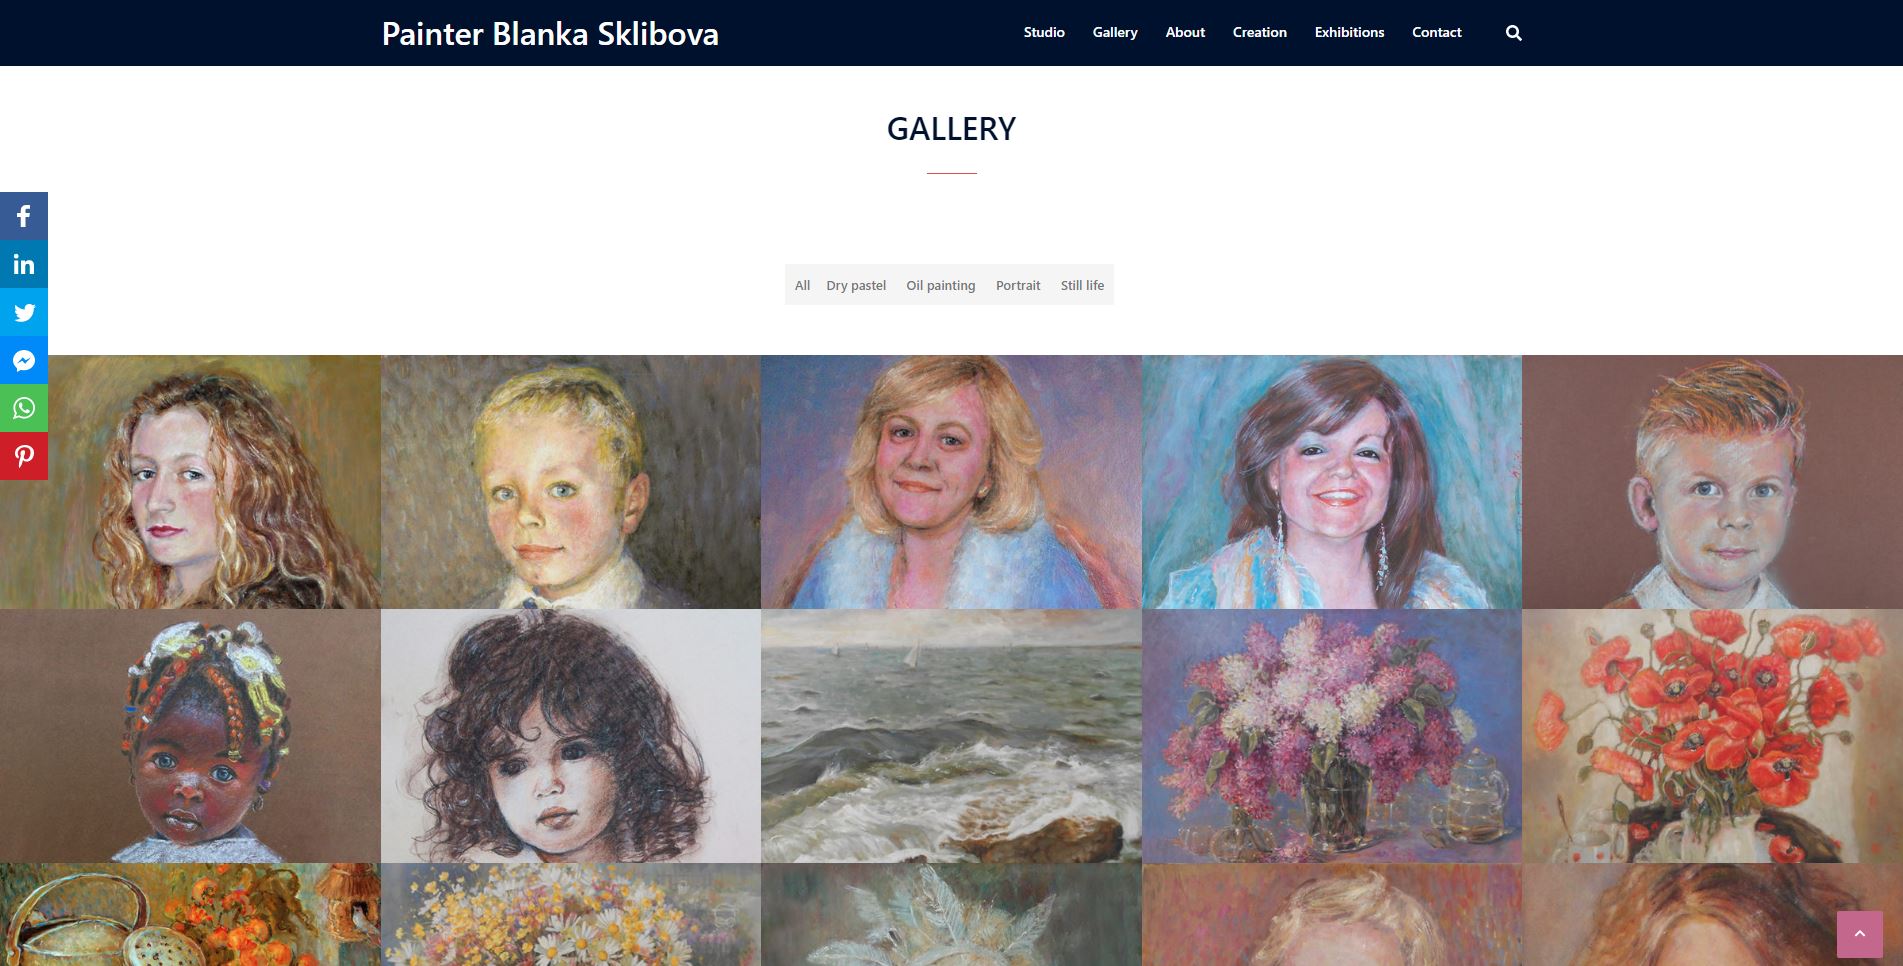 Painter Blanka Sklibova
Studio Gallery About Creation Exhibitions Contact
GALLERY
All Dry pastel Oil painting Portrait Still life